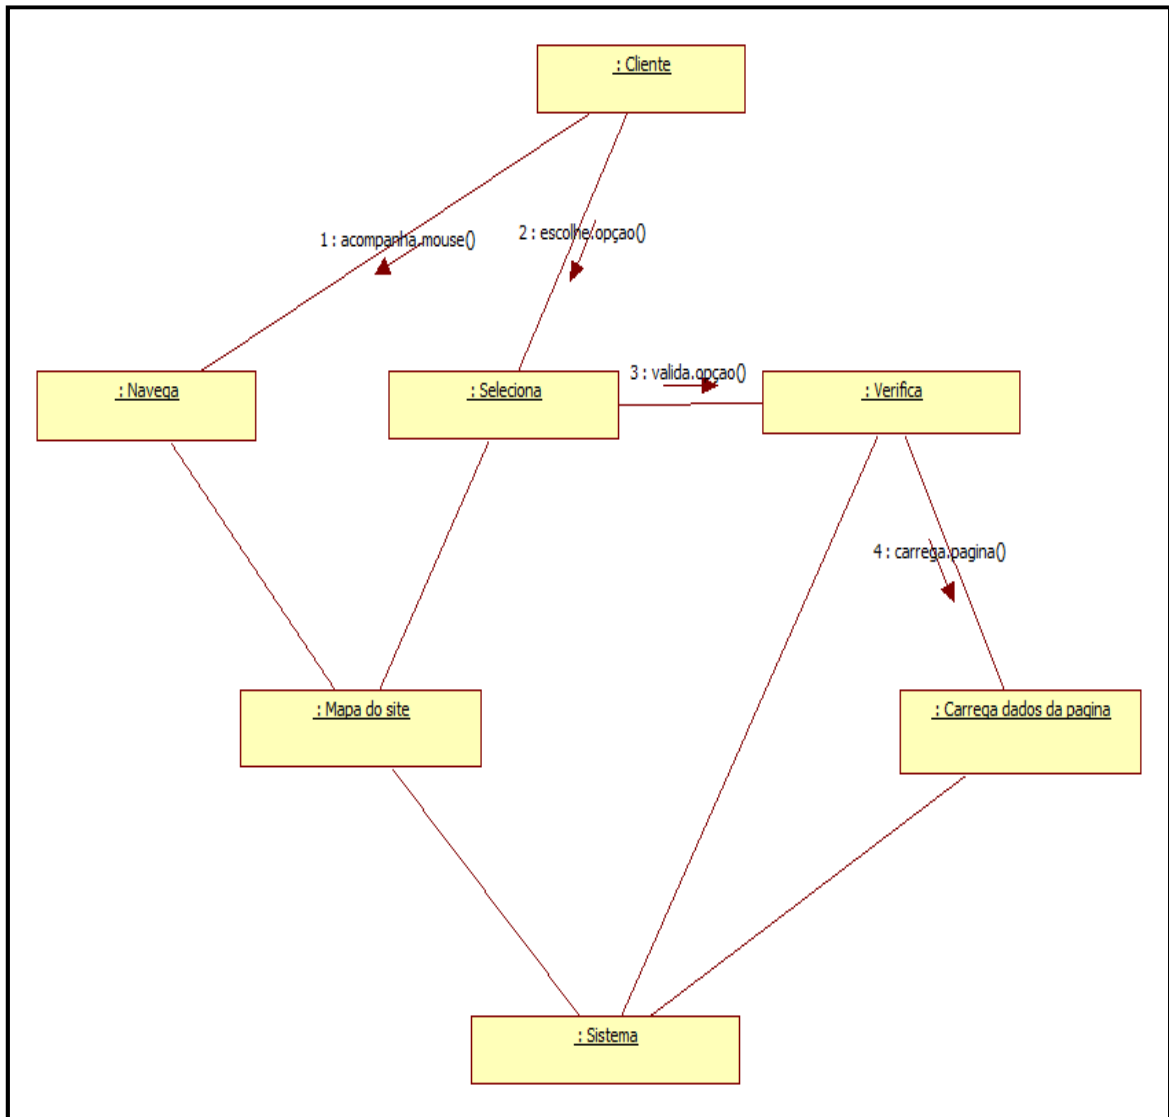 : Cliente
1 : acompanha.mouse()
2 : escolhe.opçao()
: Navega
: Seleciona
3 : valida.opçao()
: Verifica
4 : carrega.pagina()
: Mapa do site
: Carrega dados da pagina
: Sistema